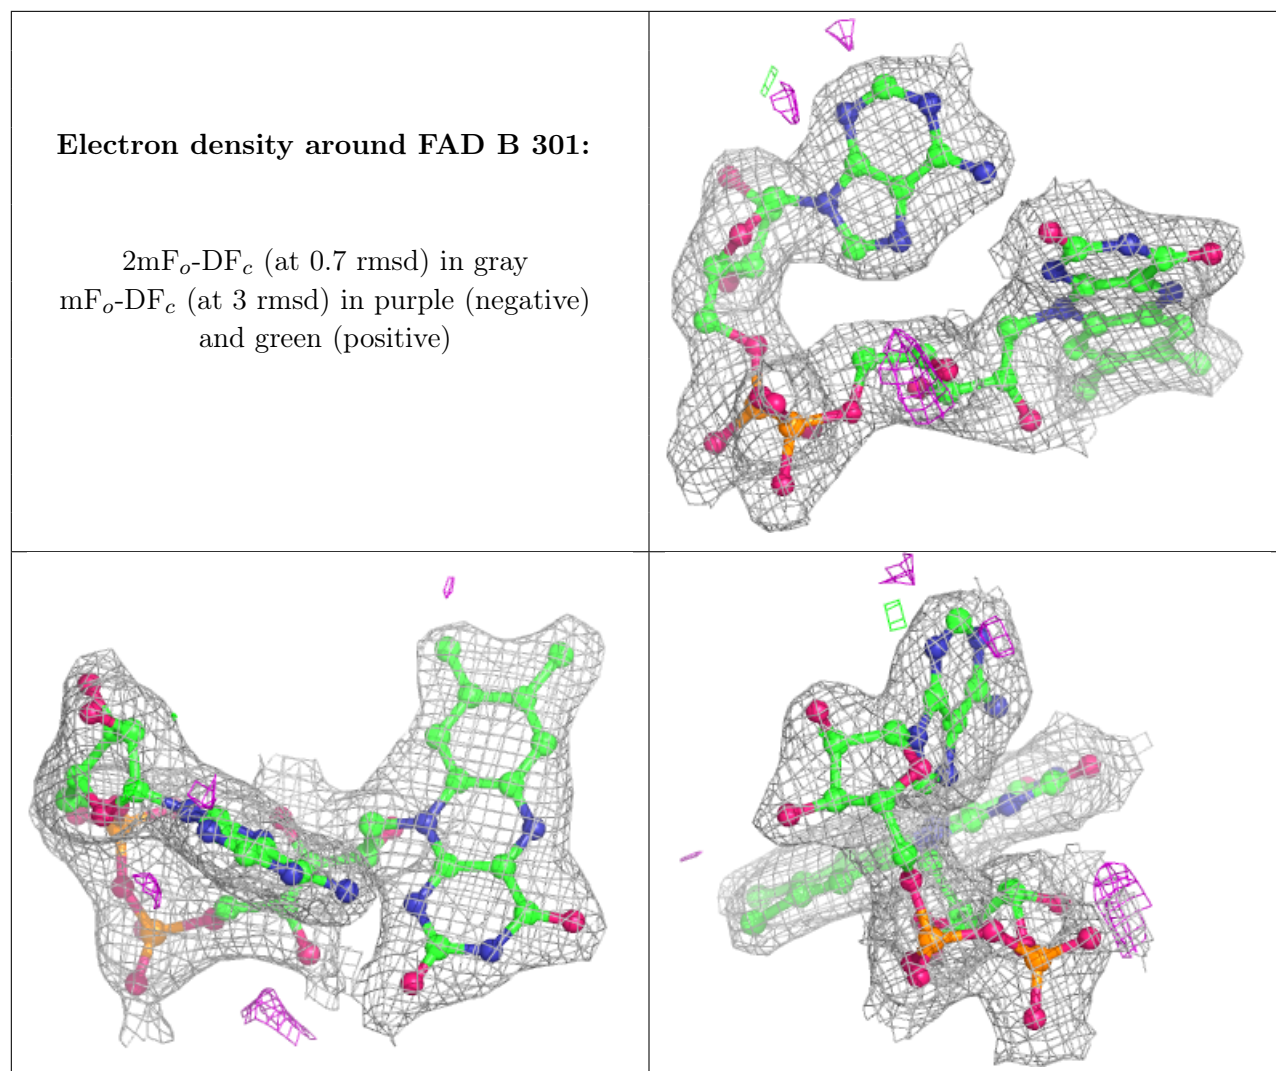 Electron density around FAD B 301:
2mFo-DFc (at 0.7 rmsd) in gray
mFo-DFc (at 3 rmsd) in purple (negative)
and green (positive)